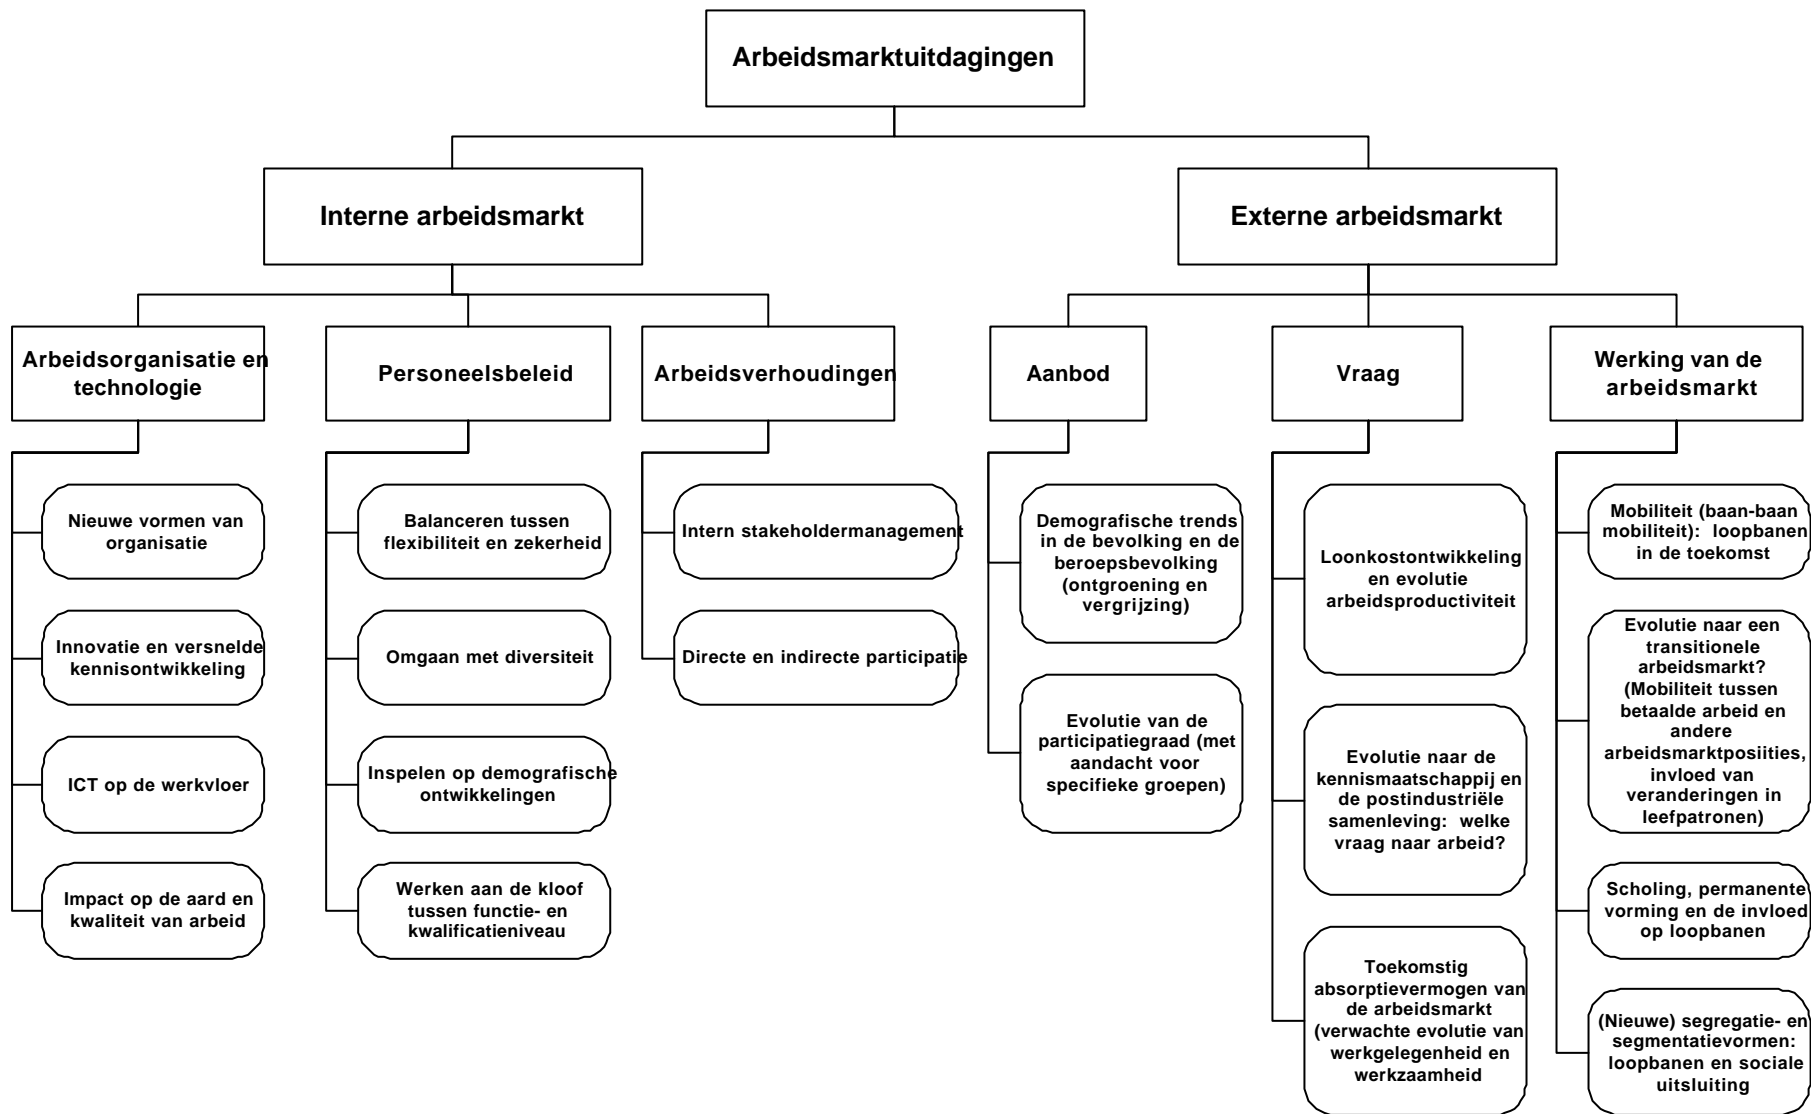 Arbeidsmarktuitdagingen
Interne arbeidsmarkt
Externe arbeidsmarkt
Arbeidsorganisatie en
technologie
Personeelsbeleid
Arbeidsverhoudingen
Aanbod
Vraag
Werking van de
arbeidsmarkt
Nieuwe vormen van
organisatie
Innovatie en versnelde
kennisontwikkeling
ICT op de werkvloer
Impact op de aard en
kwaliteit van arbeid
Balanceren tussen
flexibiliteit en zekerheid
Omgaan met diversiteit
Inspelen op demografische
ontwikkelingen
Werken aan de kloof
tussen functie- en
kwalificatieniveau
Intern stakeholdermanagement
Directe en indirecte participatie
Demografische trends
in de bevolking en de
beroepsbevolking
(ontgroening en
vergrijzing)
Evolutie van de
participatiegraad (met
aandacht voor
specifieke groepen)
Loonkostontwikkeling
en evolutie
arbeidsproductiviteit
Evolutie naar de
kennismaatschappij en
de postindustriële
samenleving: welke
vraag naar arbeid?
Toekomstig
absorptievermogen van
de arbeidsmarkt
(verwachte evolutie van
werkgelegenheid en
werkzaamheid
Mobiliteit (baan-baan
mobiliteit): loopbanen
in de toekomst
Evolutie naar een
transitionele
arbeidsmarkt?
(Mobiliteit tussen
betaalde arbeid en
andere
arbeidsmarktposiities,
invloed van
veranderingen in
leefpatronen)
Scholing, permanente
vorming en de invloed
op loopbanen
(Nieuwe) segregatie- en
segmentatievormen:
loopbanen en sociale
uitsluiting